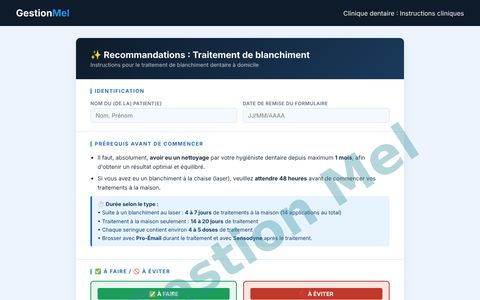 GestionMel
Clinique dentaire : Instructions cliniques
✨ Recommandations : Traitement de blanchiment
Instructions pour le traitement de blanchiment dentaire à domicile
IDENTIFICATION
NOM DU (DE LA) PATIENT(E)
DATE DE REMISE DU FORMULAIRE
Nom, Prénom
JJ/MM/AAAA
PRÉREQUIS AVANT DE COMMENCER
• Il faut, absolument, avoir eu un nettoyage par votre hygiéniste dentaire depuis maximum 1 mois, afin
d'obtenir un résultat optimal et équilibré.
• Si vous avez eu un blanchiment à la chaise (laser), veuillez attendre 48 heures avant de commencer vos
traitements à la maison.
⏱ Durée selon le type :
• Suite à un blanchiment au laser : 4 à 7 jours de traitements à la maison (14 applications au total)
• Traitement à la maison seulement : 14 à 20 jours de traitement
• Chaque seringue contient environ 4 à 5 doses de traitement
• Brosser avec Pro-Émail durant le traitement et avec Sensodyne après le traitement.
✅ À FAIRE / 🚫 À ÉVITER
✅ À FAIRE
🚫 À ÉVITER
Gestion Mel